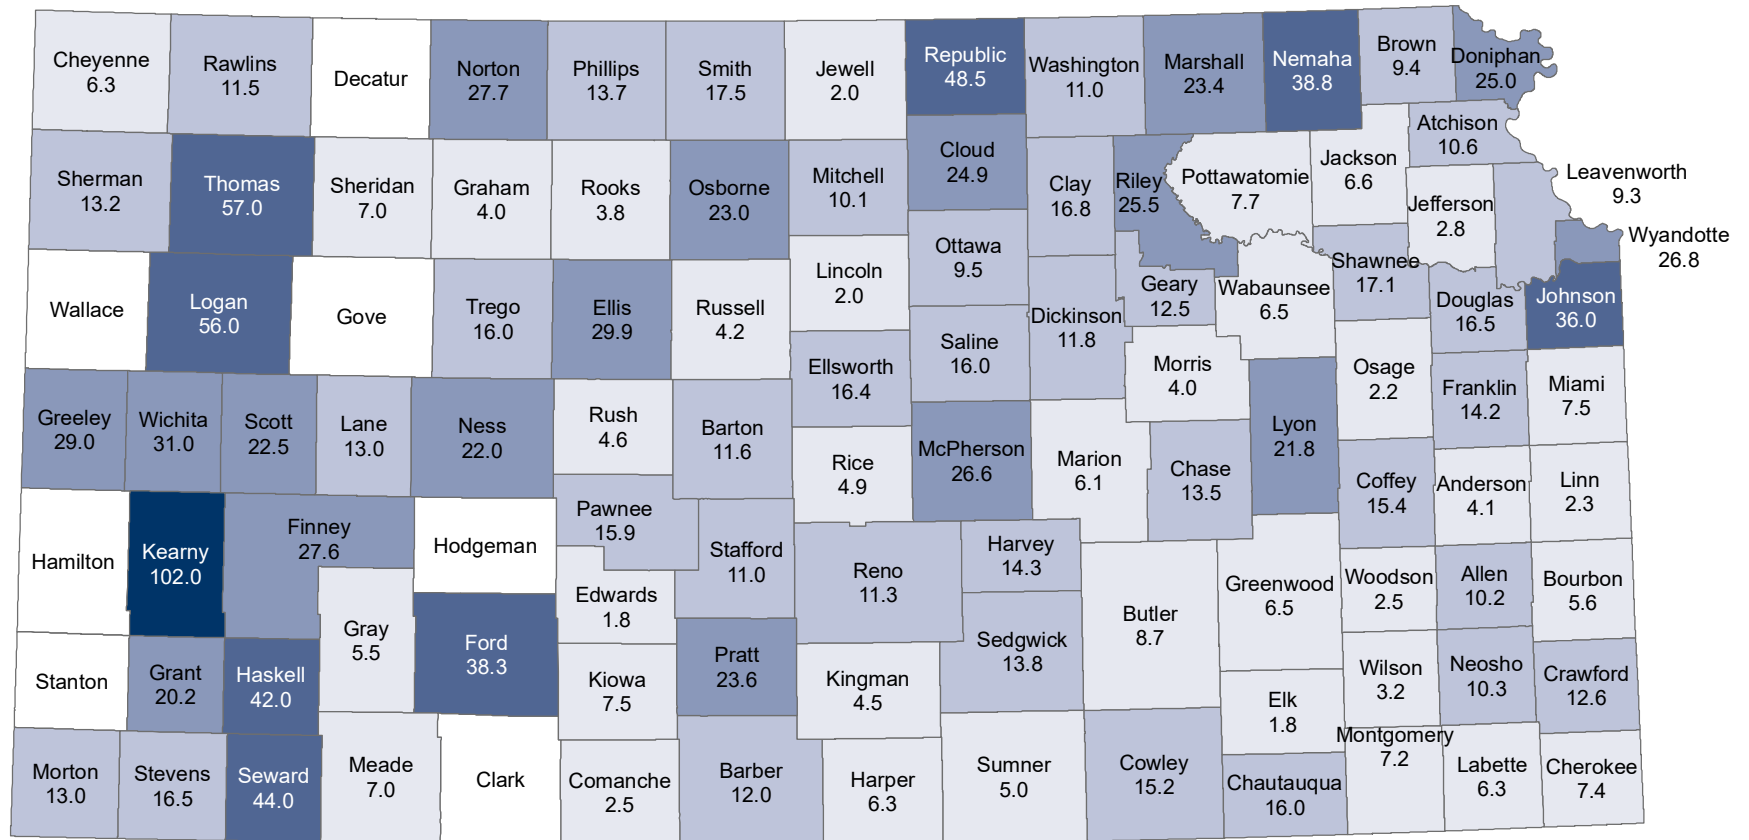 Cheyenne
6.3
Rawlins
11.5
Decatur
Norton
27.7
Phillips
13.7
Smith
17.5
Jewell
2.0
Republic
48.5
Washington
11.0
Marshall
23.4
Nemaha
38.8
Brown
9.4
Doniphan
25.0
Sherman
13.2
Thomas
57.0
Sheridan
7.0
Graham
4.0
Rooks
3.8
Osborne
23.0
Mitchell
10.1
Cloud
24.9
Clay
16.8
Riley
25.5
Pottawatomie
7.7
Jackson
6.6
Atchison
10.6
Jefferson
2.8
Leavenworth
9.3
Wyandotte
26.8
Wallace
Logan
56.0
Gove
Trego
16.0
Ellis
29.9
Russell
4.2
Lincoln
2.0
Ottawa
9.5
Saline
16.0
Dickinson
11.8
Geary
12.5
Wabaunsee
6.5
Shawnee
17.1
Douglas
16.5
Johnson
36.0
Greeley
29.0
Wichita
31.0
Scott
22.5
Lane
13.0
Ness
22.0
Rush
4.6
Barton
11.6
Ellsworth
16.4
Rice
4.9
McPherson
26.6
Marion
6.1
Morris
4.0
Chase
13.5
Lyon
21.8
Osage
2.2
Franklin
14.2
Miami
7.5
Coffey
15.4
Anderson
4.1
Linn
2.3
Hamilton
Kearny
102.0
Finney
27.6
Hodgeman
Pawnee
15.9
Stafford
11.0
Edwards
1.8
Reno
11.3
Harvey
14.3
Sedgwick
13.8
Butler
8.7
Greenwood
6.5
Woodson
2.5
Allen
10.2
Bourbon
5.6
Stanton
Grant
20.2
Haskell
42.0
Gray
5.5
Ford
38.3
Kiowa
7.5
Pratt
23.6
Kingman
4.5
Elk
1.8
Wilson
3.2
Neosho
10.3
Crawford
12.6
Morton
13.0
Stevens
16.5
Seward
44.0
Meade
7.0
Clark
Comanche
2.5
Barber
12.0
Harper
6.3
Sumner
5.0
Cowley
15.2
Chautauqua
16.0
Montgomery
7.2
Labette
6.3
Cherokee
7.4